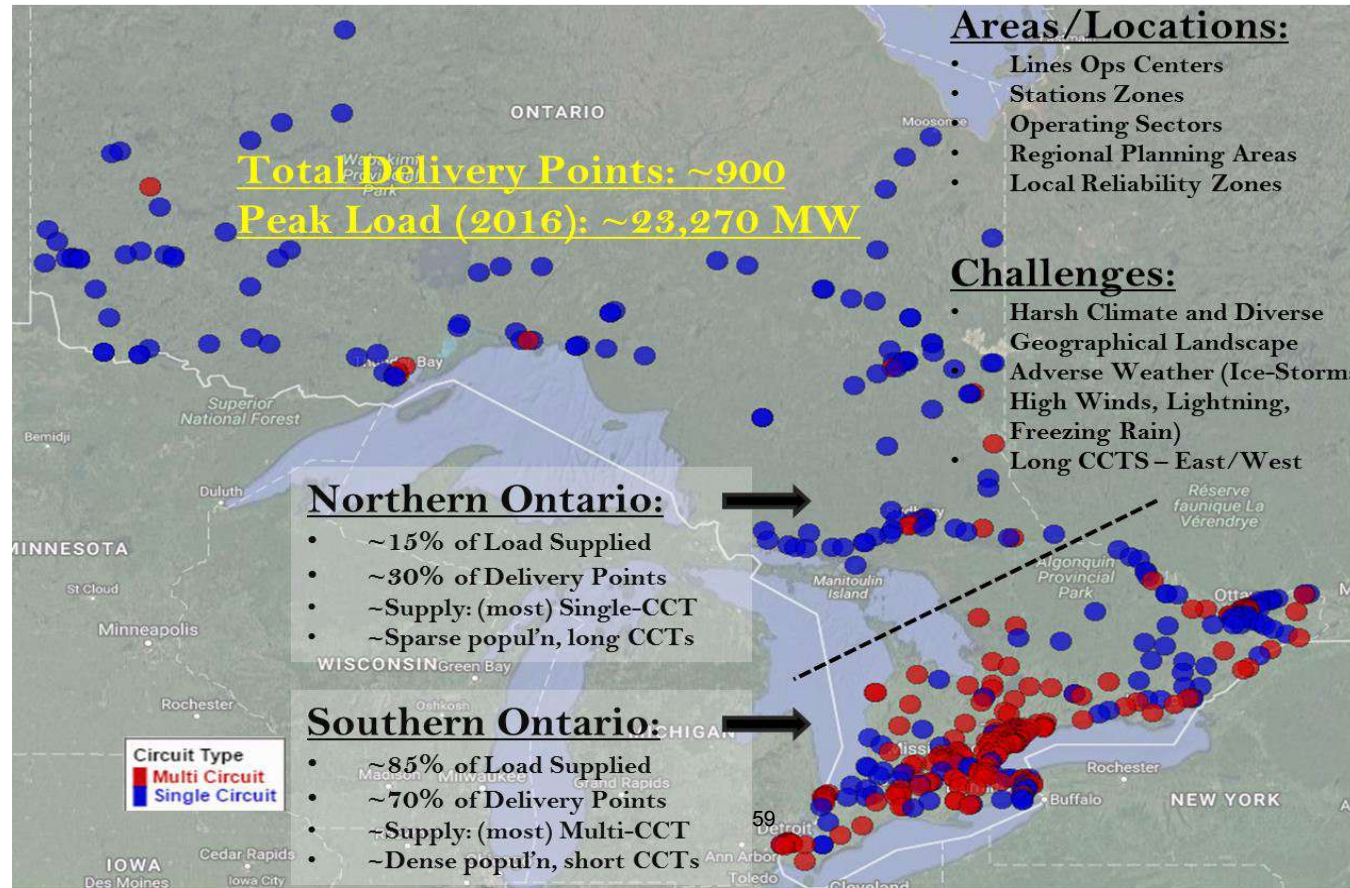 Areas/Locations:
• Lines Ops Centers
• Stations Zones
• Operating Sectors
• Regional Planning Areas
• Local Reliability Zones
ONTARIO
Moosonee
Wabakimi
Provincial
Park
Total Delivery Points: ~900
Peak Load (2016): ~23,270 MW
Challenges:
• Harsh Climate and Diverse
Geographical Landscape
• Adverse Weather (Ice-Storms
High Winds, Lightning,
Freezing Rain)
• Long CCTS – East/West
Bay
Superior
National Forest
Bemidji
Duluth
Northern Ontario:
• ~15% of Load Supplied
• ~30% of Delivery Points
• ~Supply: (most) Single-CCT
• ~Sparse popul'n, long CCTs
Réserve
faunique La
Vérendrye
MINNESOTA
St Cloud
Minneapolis
Manitoulin
Island
Algonquin
Provincial
Park
WISCONSIN
Green Bay
Rochester
Oshkosh
MICHIGAN
Southern Ontario:
• ~85% of Load Supplied
• ~70% of Delivery Points
• ~Supply: (most) Multi-CCT
• ~Dense popul'n, short CCTs
Circuit Type
Multi Circuit
Single Circuit
Madison
Milwaukee
Grand Rapids
Rochester
Buffalo
NEW YORK
59
Detroit
Ann Arbor
Toledo
Cleveland
IOWA
Des Moines
Cedar Rapids
Iowa City